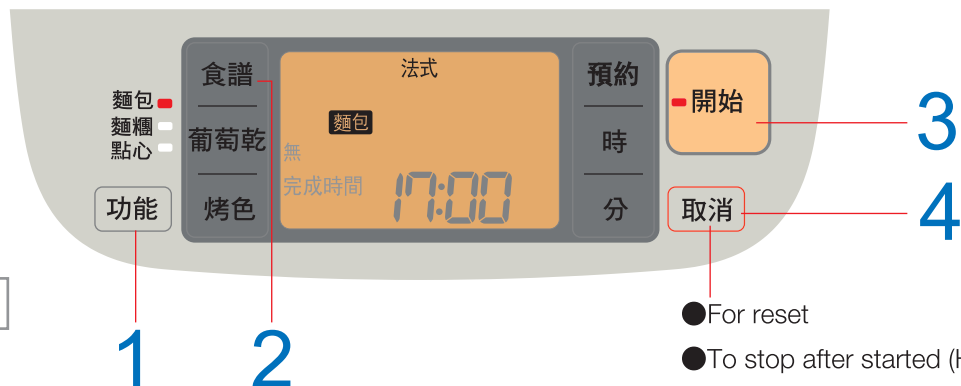 麵包
麵糰
點心
功能
食譜
葡萄乾
烤色
法式
麵包
無
完成時間 17:00
預約
時
分
開始
取消
1
2
3
4
●For reset
●To stop after started (H